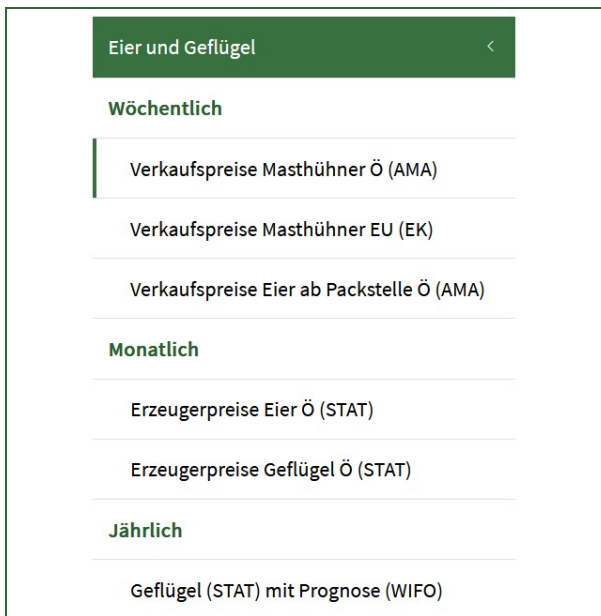 Eier und Geflügel
Wöchentlich
Verkaufspreise Masthühner Ö (AMA)
Verkaufspreise Masthühner EU (EK)
Verkaufspreise Eier ab Packstelle Ö (AMA)
Monatlich
Erzeugerpreise Eier Ö (STAT)
Erzeugerpreise Geflügel Ö (STAT)
Jährlich
Geflügel (STAT) mit Prognose (WIFO)